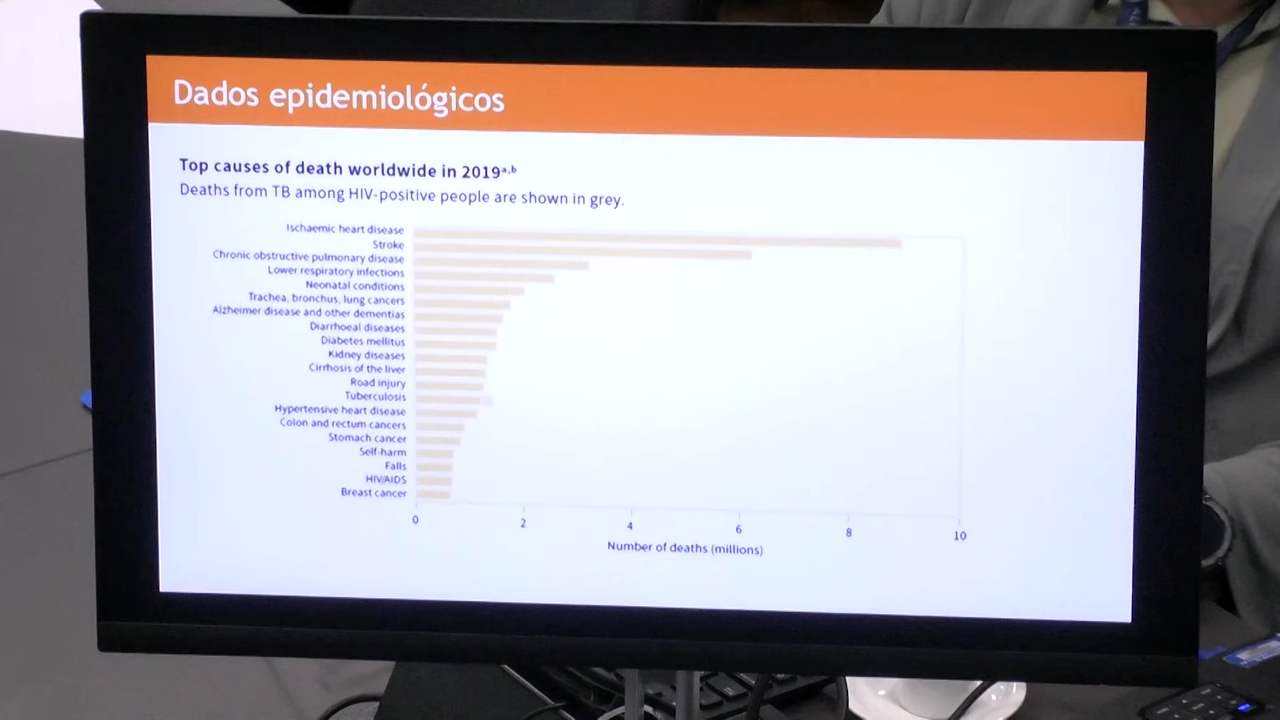 Dados epidemiológicos
Top causes of death worldwide in 2019ᵃ·ᵇ
Deaths from TB among HIV-positive people are shown in grey.
Ischaemic heart disease
Stroke
Chronic obstructive pulmonary disease
Lower respiratory infections
Neonatal conditions
Trachea, bronchus, lung cancers
Alzheimer disease and other dementias
Diarrhoeal diseases
Diabetes mellitus
Kidney diseases
Cirrhosis of the liver
Road injury
Tuberculosis
Hypertensive heart disease
Colon and rectum cancers
Stomach cancer
Self-harm
Falls
HIV/AIDS
Breast cancer
0 2 4 6 8 10
Number of deaths (millions)